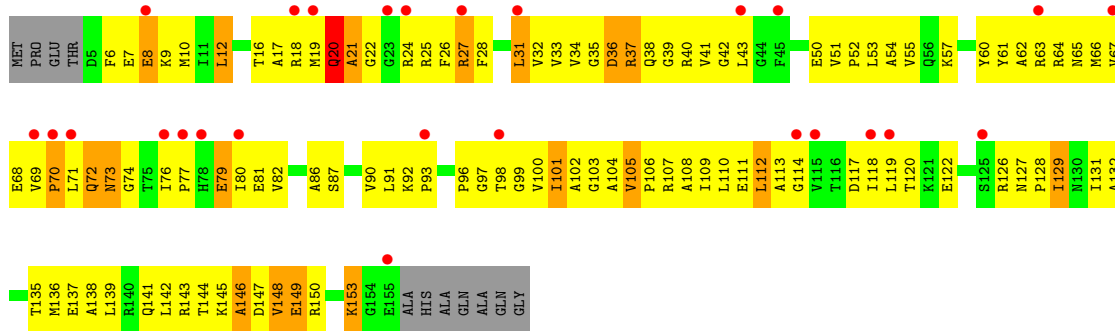 MET PRO GLU THR D5 F6 E7 E8 K9 M10 I11 L12 T16 A17 R18 M19 Q20 A21 G22 G23 R24 R25 F26 R27 F28 L31 V32 V33 V34 G35 D36 R37 Q38 G39 R40 V41 G42 L43 G44 F45 E50 V51 P52 L53 A54 V55 Q56 K57 Y60 Y61 A62 R63 R64 N65 M66 V67
E68 V69 P70 L71 Q72 N73 G74 T75 I76 P77 H78 E79 I80 E81 V82 A86 S87 V90 L91 K92 P93 P96 G97 T98 G99 V100 I101 A102 G103 A104 V105 P106 R107 A108 I109 L110 E111 L112 A113 G114 V115 T116 D117 I118 L119 T120 K121 E122 S125 R126 N127 P128 I129 N130 I131 A132
T135 M136 E137 A138 L139 R140 Q141 L142 R143 T144 K145 A146 D147 V148 E149 R150 K153 G154 E155 ALA HIS ALA GLN ALA GLN GLY